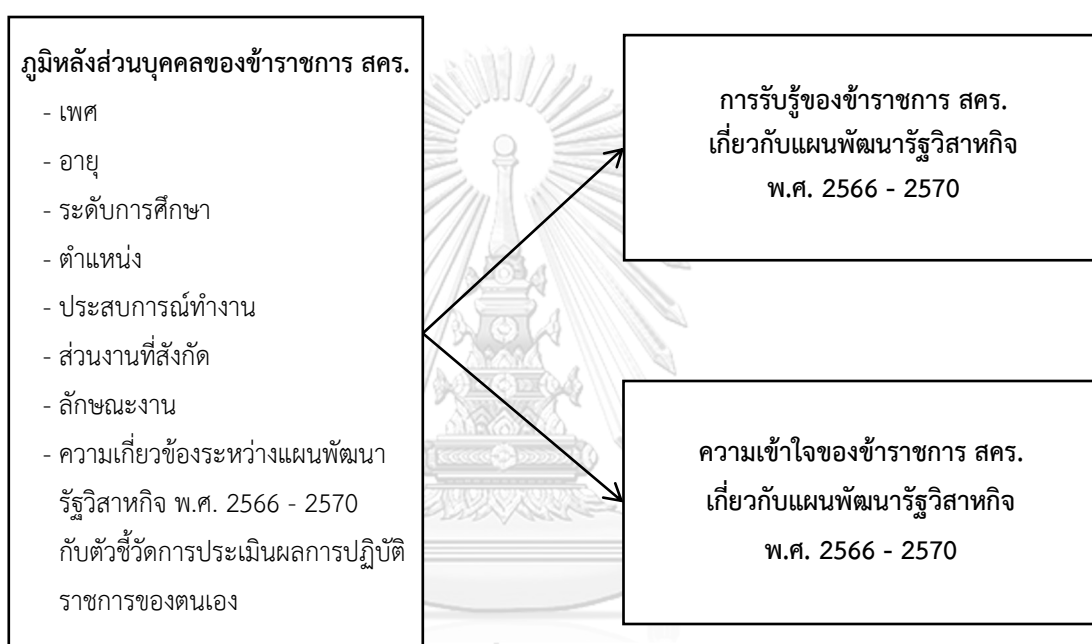 ภูมิหลังส่วนบุคคลของข้าราชการ สคร.
- เพศ
- อายุ
- ระดับการศึกษา
- ตำแหน่ง
- ประสบการณ์ทำงาน
- ส่วนงานที่สังกัด
- ลักษณะงาน
- ความเกี่ยวข้องระหว่างแผนพัฒนา
รัฐวิสาหกิจ พ.ศ. 2566 - 2570
กับตัวชี้วัดการประเมินผลการปฏิบัติ
ราชการของตนเอง
การรับรู้ของข้าราชการ สคร.
เกี่ยวกับแผนพัฒนารัฐวิสาหกิจ
พ.ศ. 2566 - 2570
ความเข้าใจของข้าราชการ สคร.
เกี่ยวกับแผนพัฒนารัฐวิสาหกิจ
พ.ศ. 2566 - 2570